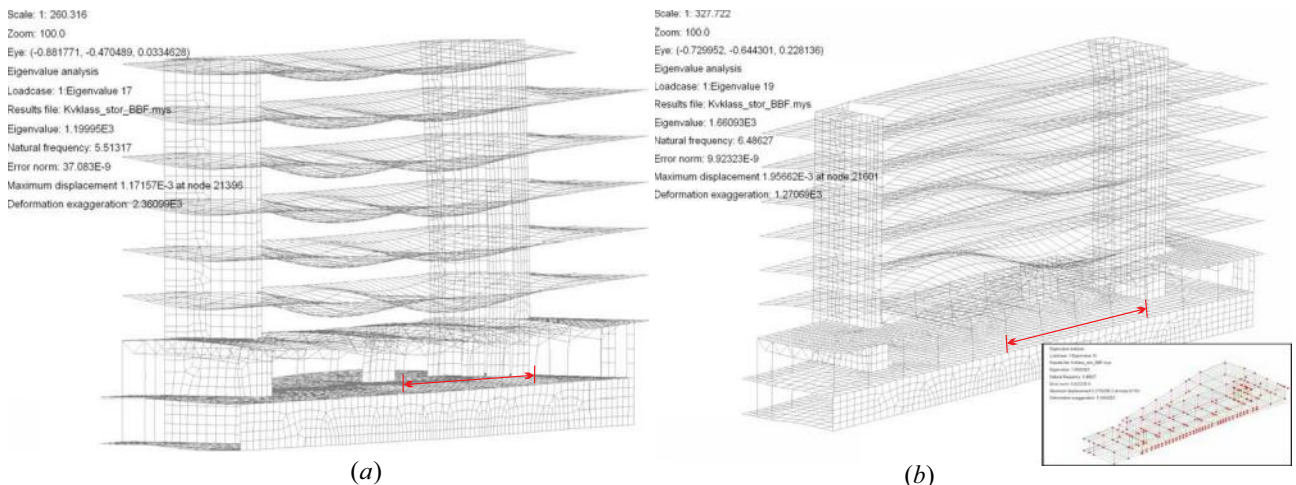 Scale: 1: 260.316
Zoom: 100.0
Eye: (-0.881771, -0.470489, 0.0334628)
Eigenvalue analysis
Loadcase: 1:Eigenvalue 17
Results file: Kvklass_stor_BBF.mys
Eigenvalue: 1.19995E3
Natural frequency: 5.51317
Error norm: 37.083E-9
Maximum displacement 1.17157E-3 at node 21396
Deformation exaggeration: 2.36099E3
(a)
Scale: 1: 327.722
Zoom: 100.0
Eye: (-0.729952, -0.644301, 0.228136)
Eigenvalue analysis
Loadcase: 1:Eigenvalue 19
Results file: Kvklass_stor_BBF.mys
Eigenvalue: 1.66093E3
Natural frequency: 6.48627
Error norm: 9.92323E-9
Maximum displacement 1.95662E-3 at node 21601
Deformation exaggeration: 1.27069E3
Eigenvalue analysis
(b)